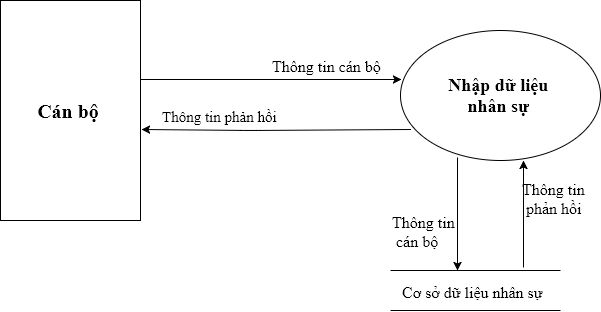 Thông tin cán bộ
Nhập dữ liệu
nhân sự
Cán bộ
Thông tin phản hồi
Thông tin
phản hồi
Thông tin
cán bộ
Cơ sở dữ liệu nhân sự